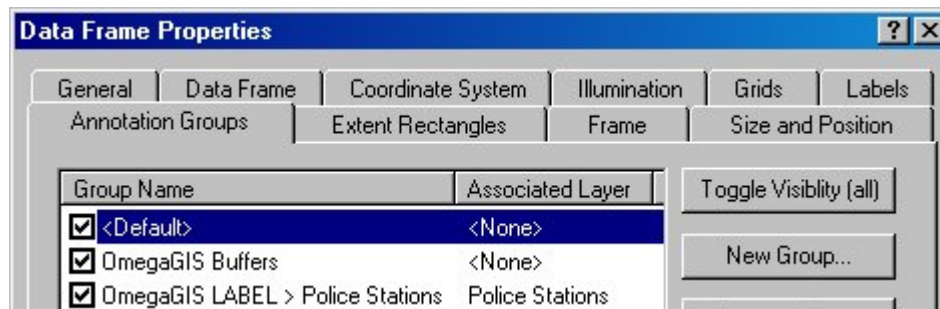 Data Frame Properties
General Data Frame Coordinate System Illumination Grids Labels
Annotation Groups Extent Rectangles Frame Size and Position
Group Name Associated Layer Toggle Visiblity (all)
<Default> <None>
OmegaGIS Buffers <None> New Group...
OmegaGIS LABEL > Police Stations Police Stations